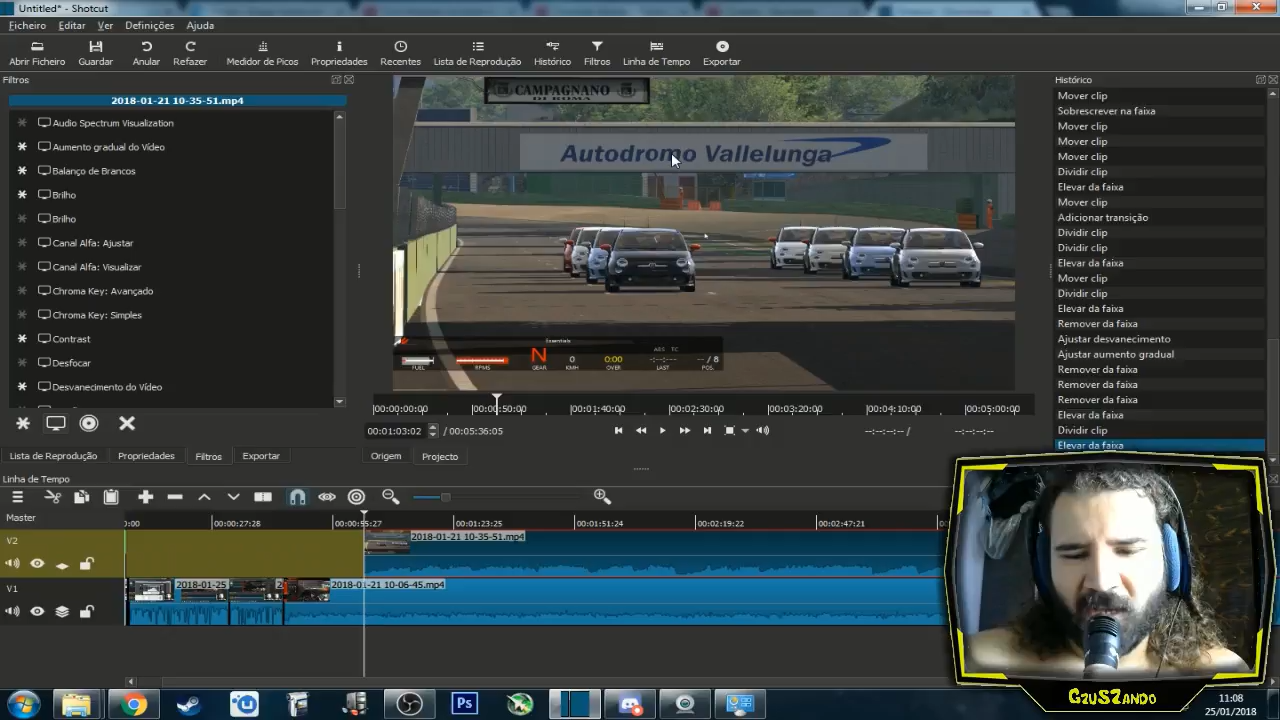 Untitled* - Shotcut
Ficheiro Editar Ver Definições Ajuda
Abrir Ficheiro Guardar Anular Refazer Medidor de Picos Propriedades Recentes Lista de Reprodução Histórico Filtros Linha de Tempo Exportar
Filtros
2018-01-21 10-35-51.mp4
Audio Spectrum Visualization
Aumento gradual do Vídeo
Balanço de Brancos
Brilho
Brilho
Canal Alfa: Ajustar
Canal Alfa: Visualizar
Chroma Key: Avançado
Chroma Key: Simples
Contrast
Desfocar
Desvanecimento do Vídeo
Lista de Reprodução Propriedades Filtros Exportar
CAMPAGNANO
DI ROMA
Autodromo Vallelunga
Essentials
ABS TC
N 0 0:00 --:--:-- -- / 8
FUEL RPMS GEAR KMH OVER LAST POS.
00:00:00:00 00:00:50:00 00:01:40:00 00:02:30:00 00:03:20:00 00:04:10:00 00:05:00:00
00:01:03:02 / 00:05:36:05 --:--:--:-- / --:--:--:--
Origem Projecto
Histórico
Mover clip
Sobrescrever na faixa
Mover clip
Mover clip
Mover clip
Dividir clip
Elevar da faixa
Mover clip
Adicionar transição
Dividir clip
Dividir clip
Elevar da faixa
Mover clip
Dividir clip
Elevar da faixa
Remover da faixa
Ajustar desvanecimento
Ajustar aumento gradual
Remover da faixa
Remover da faixa
Remover da faixa
Elevar da faixa
Dividir clip
Elevar da faixa
Linha de Tempo
Master
):00 00:00:27:28 00:00:55:27 00:01:23:25 00:01:51:24 00:02:19:22 00:02:47:21
V2
2018-01-21 10-35-51.mp4
V1
2018-01-25
2018-01-21 10-06-45.mp4
GzuSZando
Ps
11:08
25/01/2018